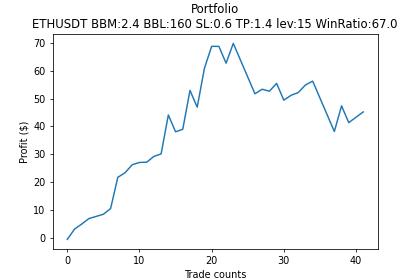 Portfolio
ETHUSDT BBM:2.4 BBL:160 SL:0.6 TP:1.4 lev:15 WinRatio:67.0
70
60
50
40
30
20
10
0
Profit ($)
0 10 20 30 40
Trade counts